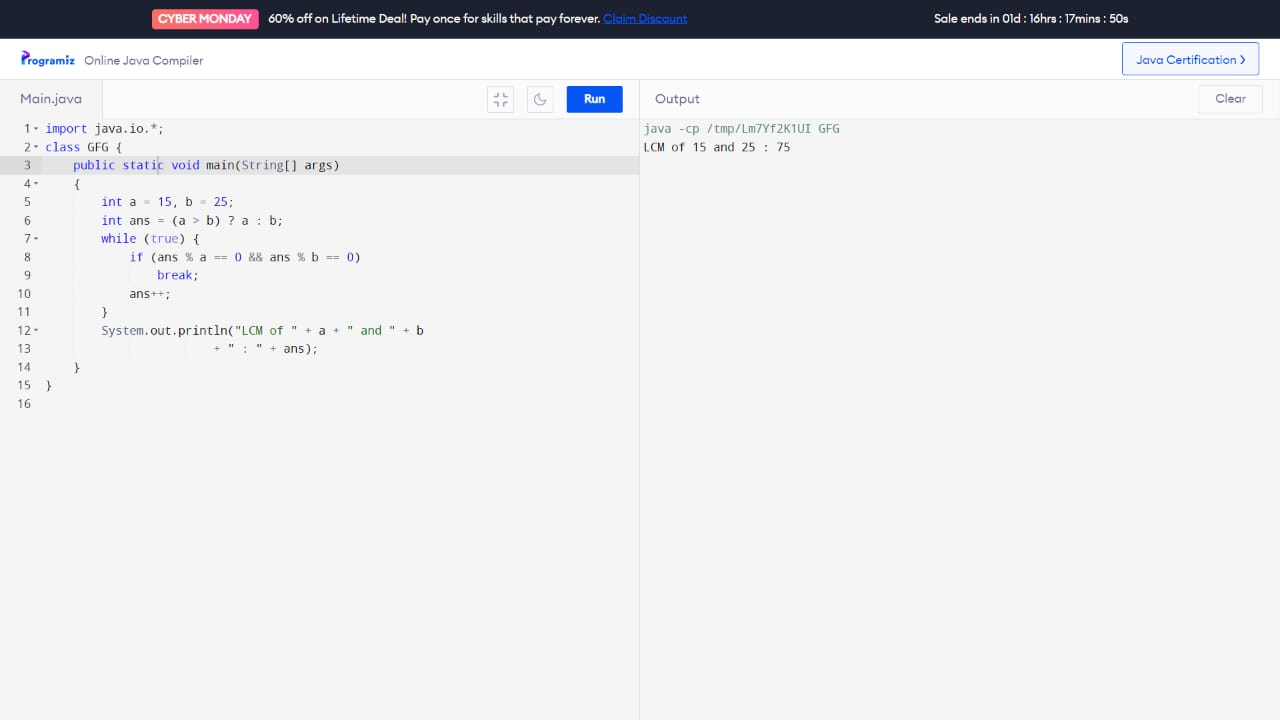 CYBER MONDAY 60% off on Lifetime Deal! Pay once for skills that pay forever. Claim Discount Sale ends in 01d : 16hrs : 17mins : 50s
Programiz Online Java Compiler Java Certification ›
Main.java Run Output Clear
1 import java.io.*;
2 class GFG {
3     public static void main(String[] args)
4     {
5         int a = 15, b = 25;
6         int ans = (a > b) ? a : b;
7         while (true) {
8             if (ans % a == 0 && ans % b == 0)
9                 break;
10             ans++;
11         }
12         System.out.println("LCM of " + a + " and " + b
13                         + " : " + ans);
14     }
15 }
16
java -cp /tmp/Lm7Yf2K1UI GFG
LCM of 15 and 25 : 75